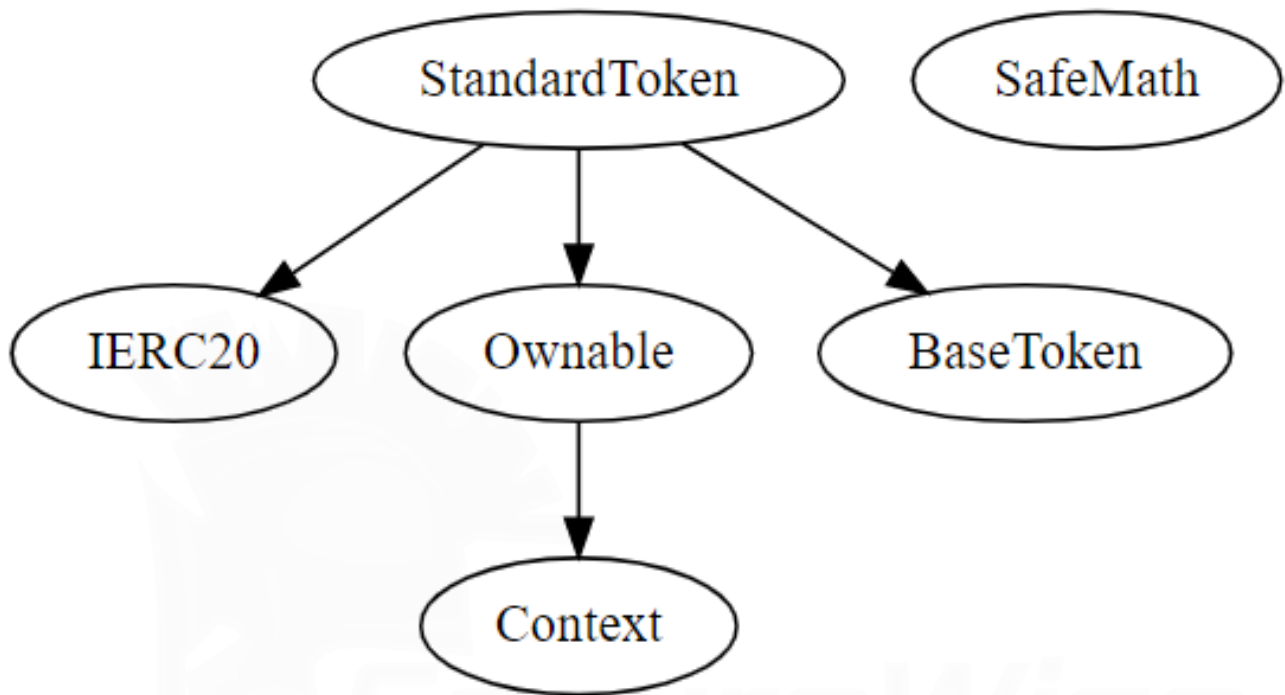 StandardToken
SafeMath
IERC20
Ownable
BaseToken
Context